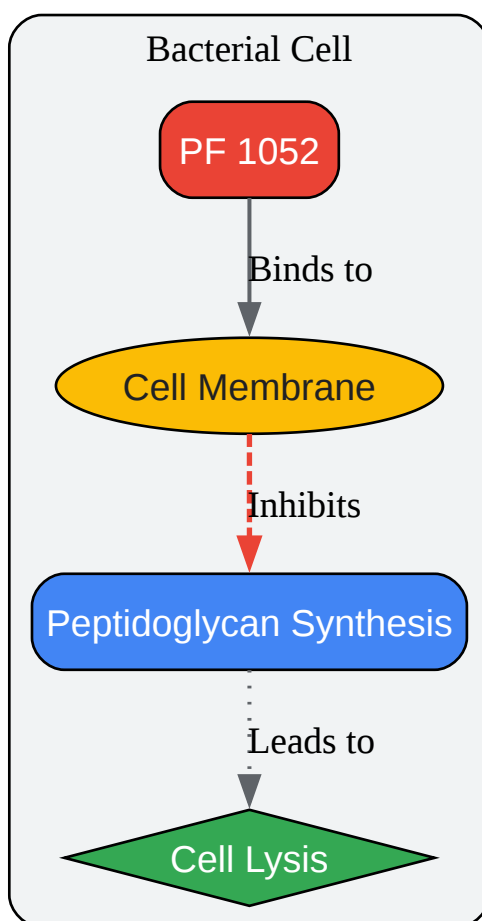 Bacterial Cell
PF 1052
Binds to
Cell Membrane
Inhibits
Peptidoglycan Synthesis
Leads to
Cell Lysis